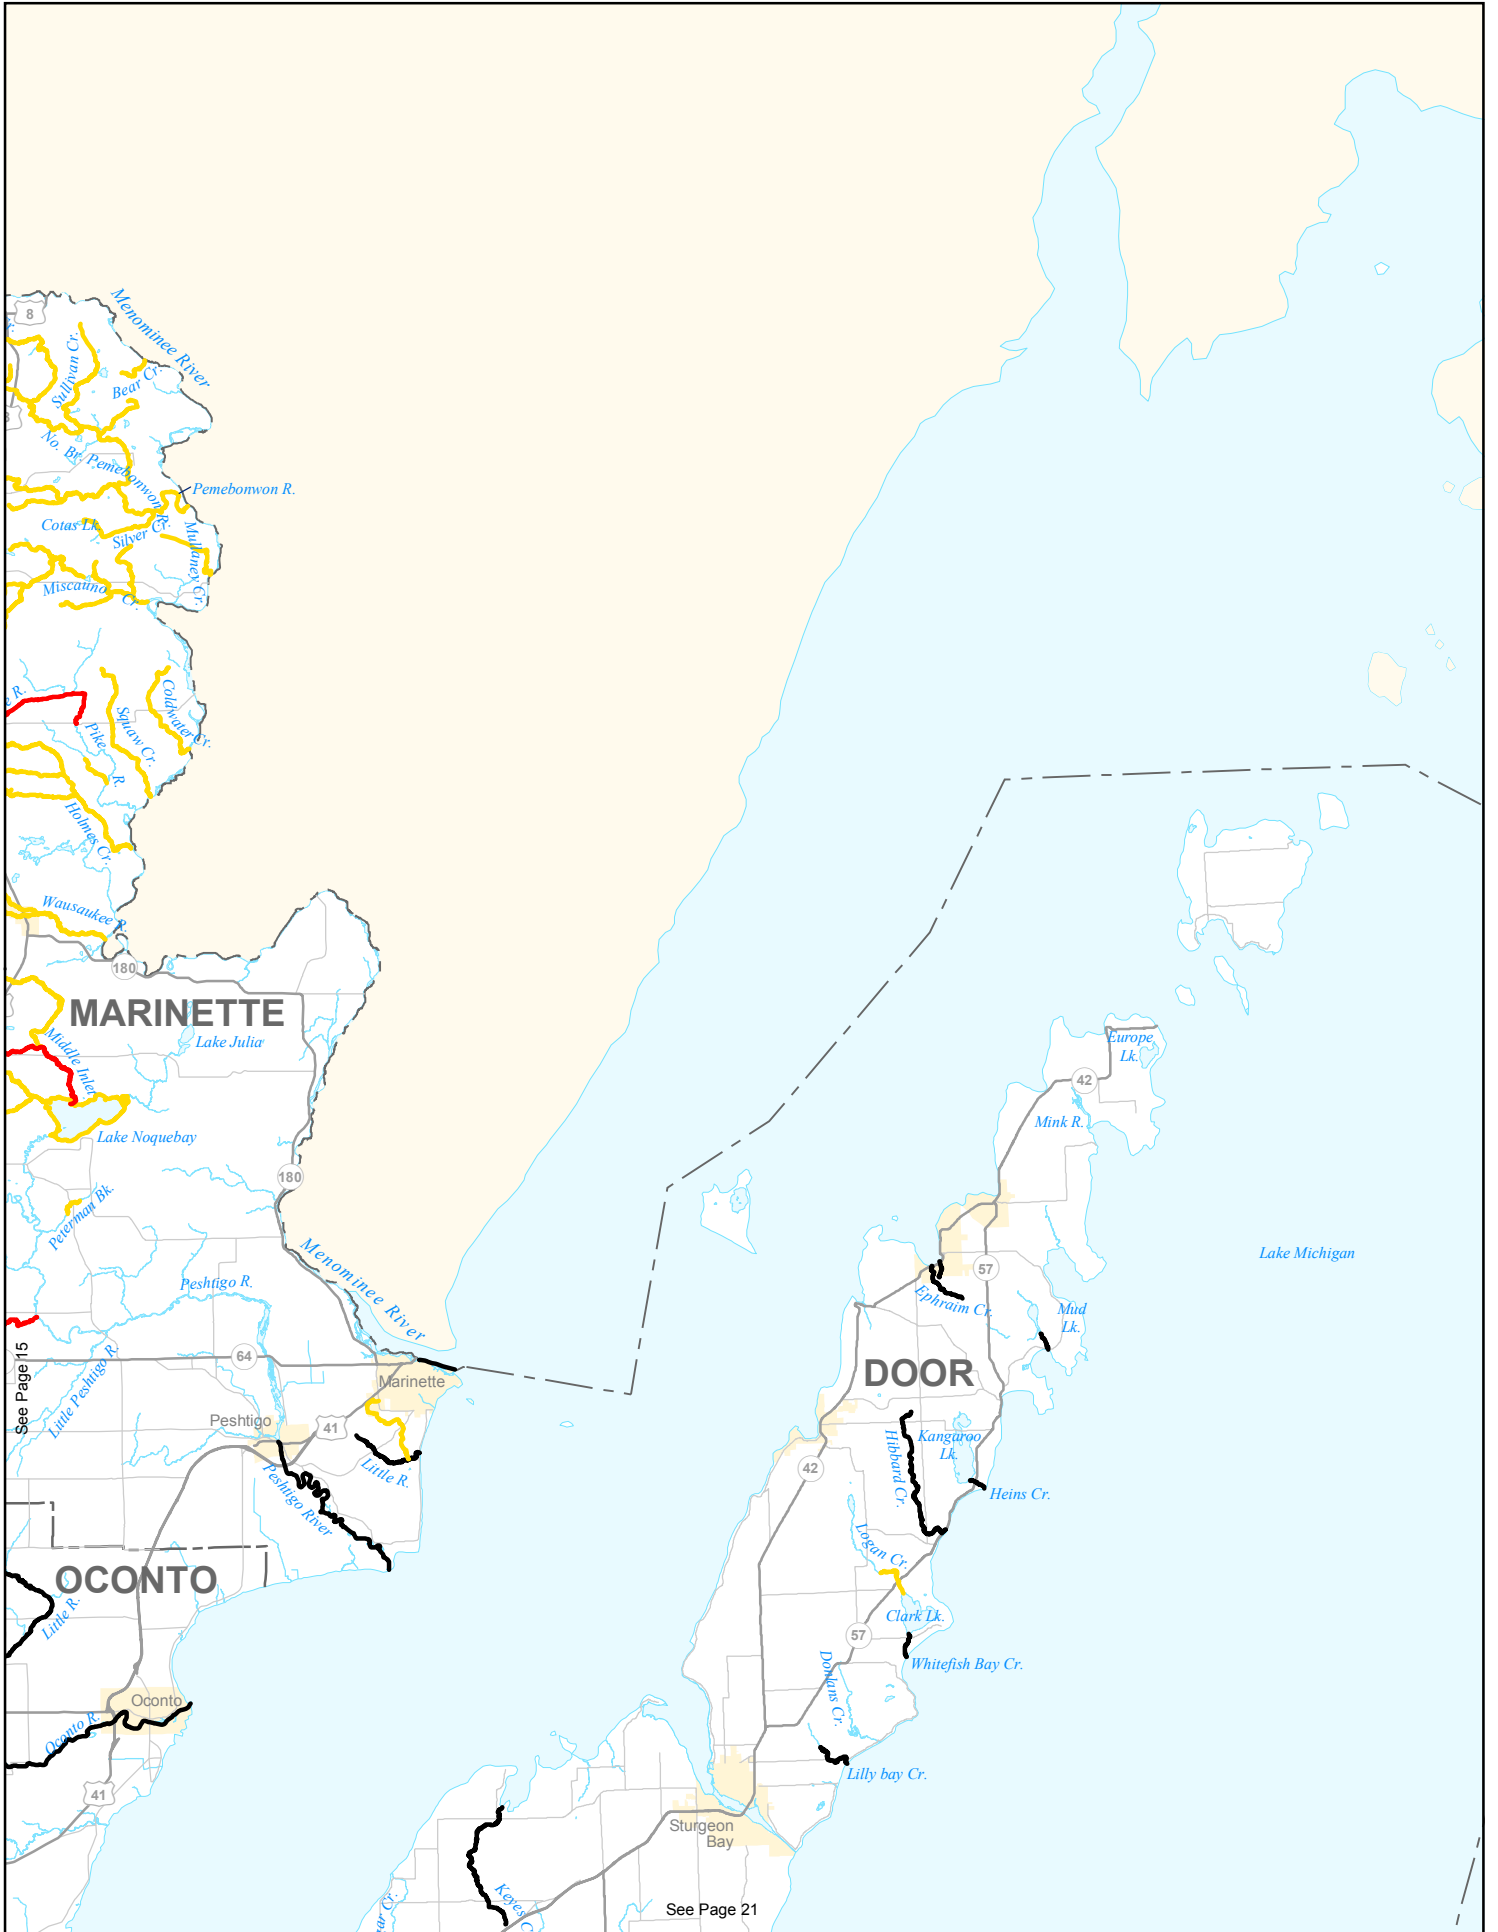 8
Menominee River
Sullivan Cr.
Bear Cr.
No. Br. Pemebonwon R.
Pemebonwon R.
Cotas Lk.
Silver Cr.
Mullaney Cr.
Miscauno Cr.
R.
Coldwater Cr.
Squaw Cr.
Pike R.
Holmes Cr.
Wausaukee R.
180
MARINETTE
Middle Inlet
Lake Julia
Europe
Lk.
42
Mink R.
Lake Noquebay
180
Peterman Bk.
Menominee River
Lake Michigan
57
Peshtigo R.
Ephraim Cr.
Mud
Lk.
See Page 15
Little Peshtigo R.
64
Marinette
DOOR
Peshtigo
41
Little R.
Peshtigo River
Kangaroo
Lk.
Hibbard Cr.
42
Heins Cr.
Logan Cr.
OCONTO
Little R.
Clark Lk.
57
Whitefish Bay Cr.
Donlans Cr.
Oconto
Oconto R.
41
Lilly bay Cr.
Sturgeon
Bay
Keyes C
See Page 21